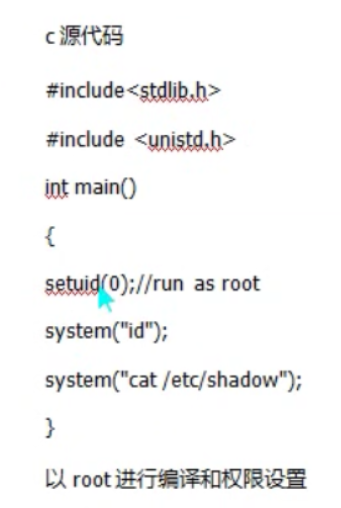 c 源代码
#include<stdlib.h>
#include <unistd.h>
int main()
{
setuid(0);//run as root
system("id");
system("cat /etc/shadow");
}
以 root 进行编译和权限设置